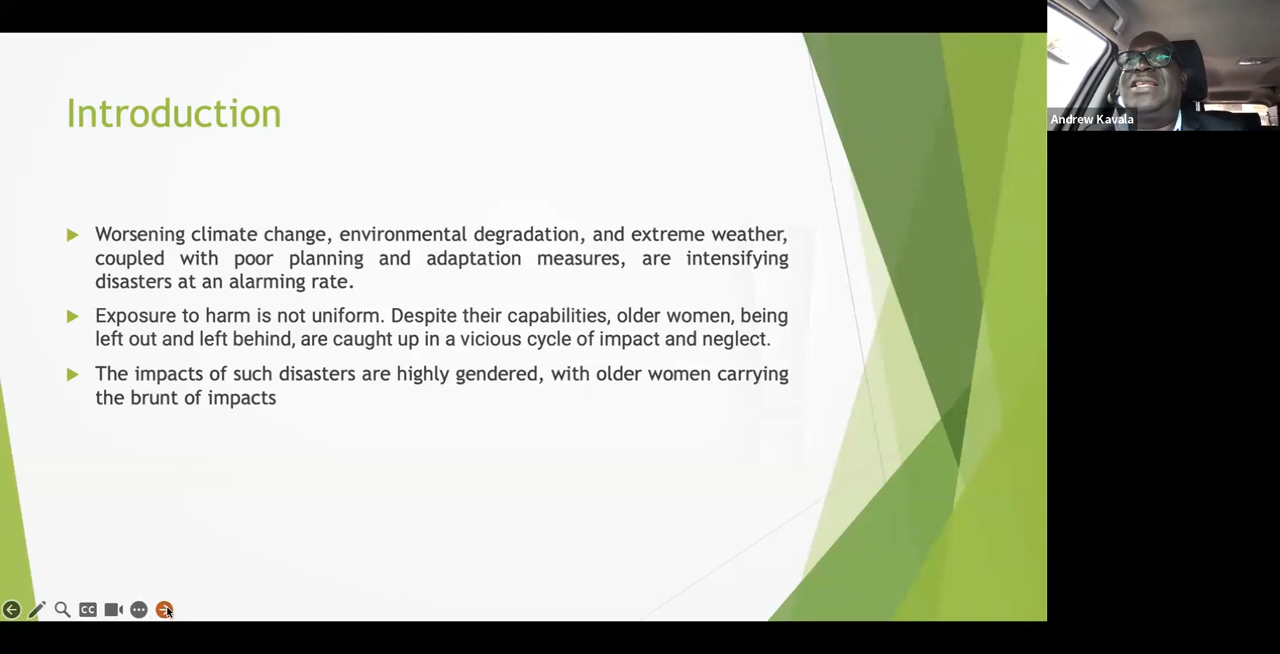 Introduction
Worsening climate change, environmental degradation, and extreme weather,
coupled with poor planning and adaptation measures, are intensifying
disasters at an alarming rate.
Exposure to harm is not uniform. Despite their capabilities, older women, being
left out and left behind, are caught up in a vicious cycle of impact and neglect.
The impacts of such disasters are highly gendered, with older women carrying
the brunt of impacts
CC
Andrew Kavala